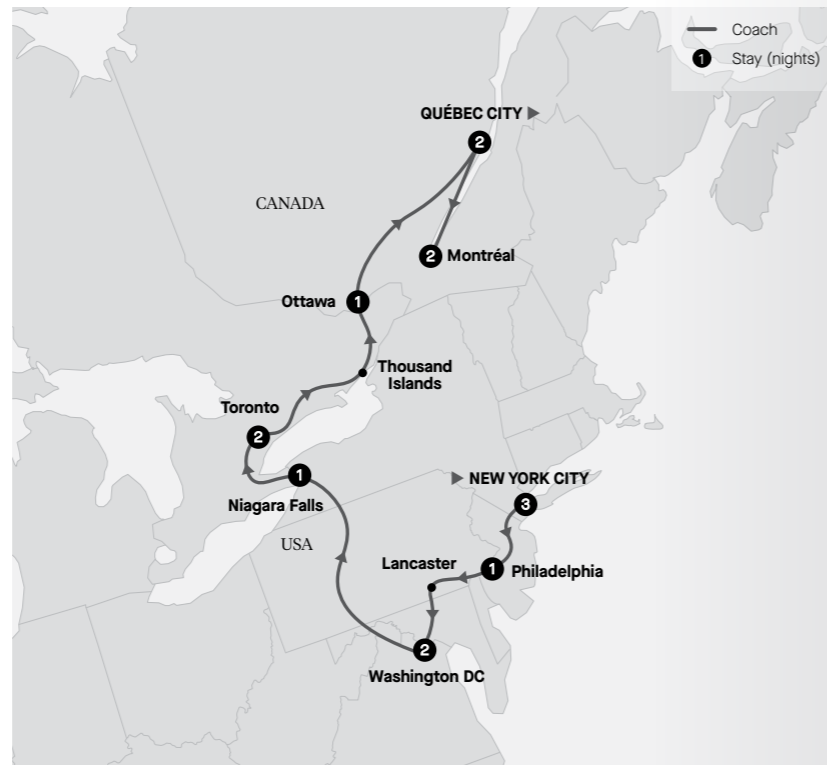 Coach
1 Stay (nights)
QUÉBEC CITY ▶
2
CANADA
2 Montréal
Ottawa 1
Thousand
Islands
Toronto
2
▶ NEW YORK CITY
1
Niagara Falls
3
USA
Lancaster
1 Philadelphia
2
Washington DC